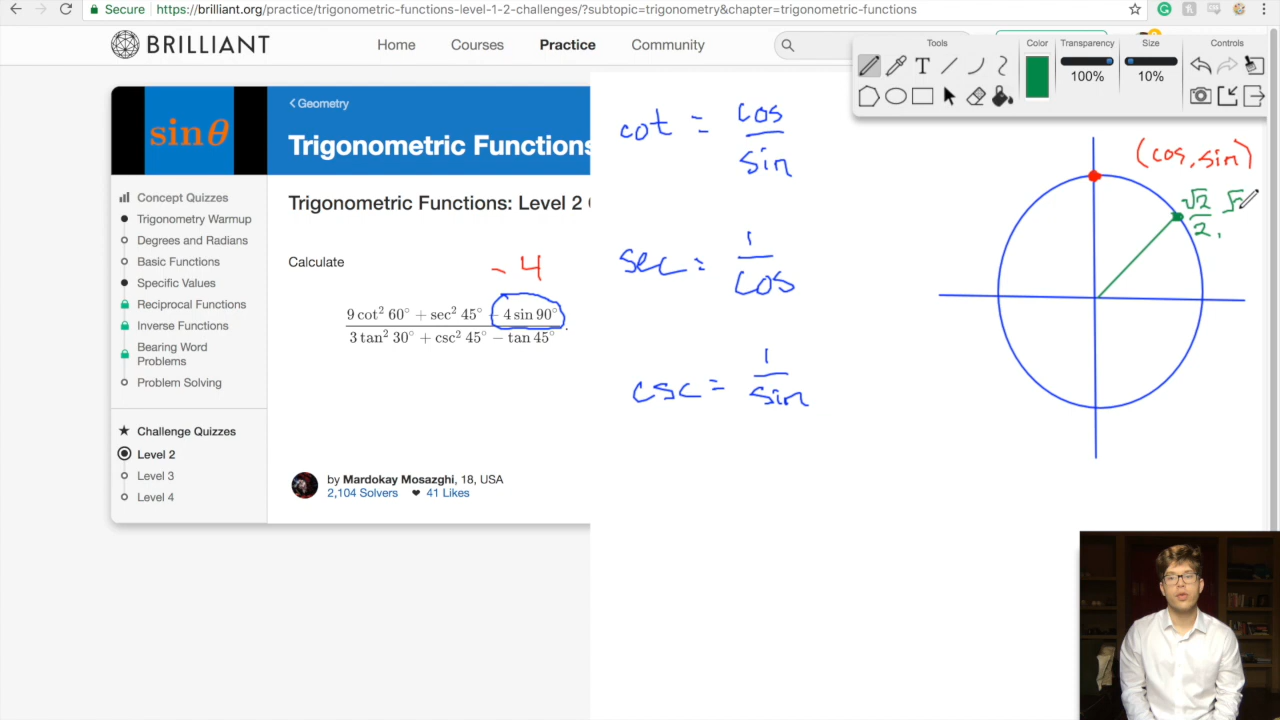 Secure https://brilliant.org/practice/trigonometric-functions-level-1-2-challenges/?subtopic=trigonometry&chapter=trigonometric-functions
BRILLIANT
Home Courses Practice Community
Tools Color Transparency Size Controls
T
100% 10%
sinθ
Geometry
Trigonometric Functions
Trigonometric Functions: Level 2
Concept Quizzes
Trigonometry Warmup
Degrees and Radians
Basic Functions
Specific Values
Reciprocal Functions
Inverse Functions
Bearing Word
Problems
Problem Solving
Challenge Quizzes
Level 2
Level 3
Level 4
Calculate
- 4
9 cot² 60° + sec² 45° − 4 sin 90°
3 tan² 30° + csc² 45° − tan 45°
.
by Mardokay Mosazghi, 18, USA
2,104 Solvers 41 Likes
cot = cos
sin
sec = 1
cos
csc = 1
sin
(cos, sin)
√2
2,